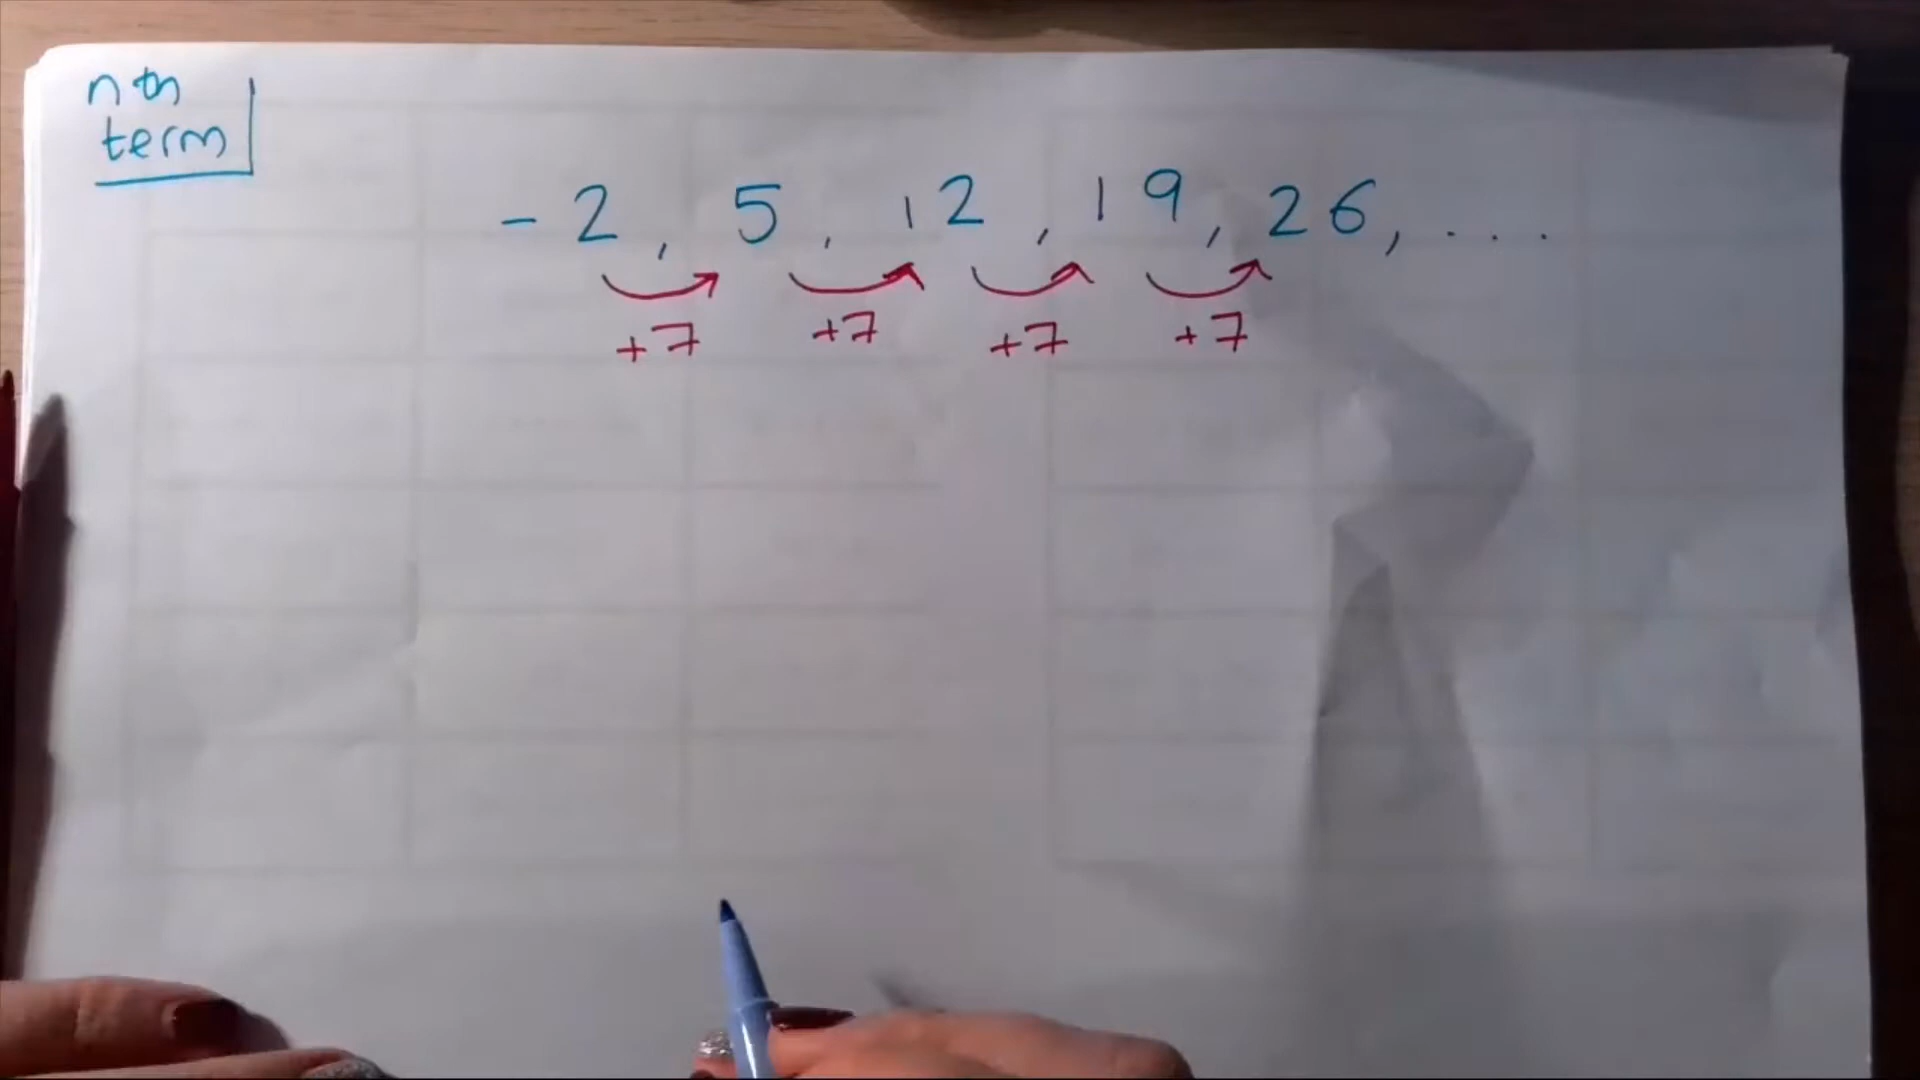 nth
term
-2, 5, 12, 19, 26, ...
+7 +7 +7 +7